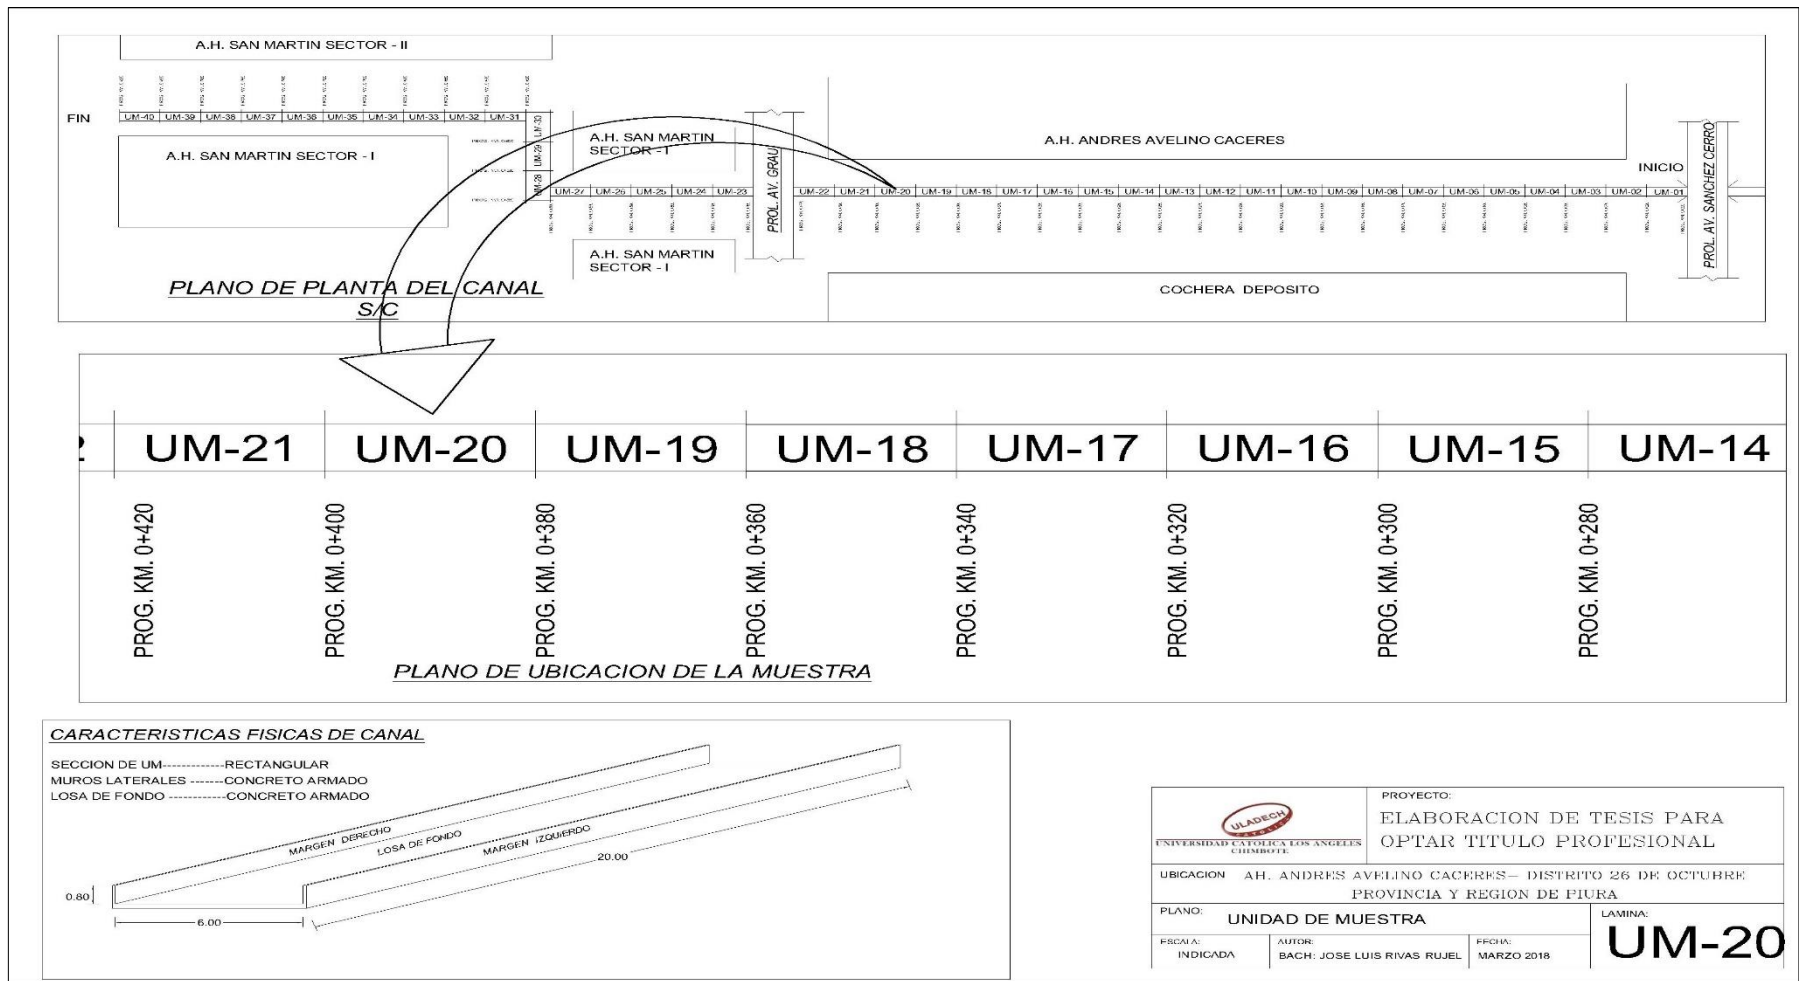 A.H. SAN MARTIN SECTOR - II
FIN
UM-40 UM-39 UM-38 UM-37 UM-36 UM-35 UM-34 UM-33 UM-32 UM-31
UM-30
UM-29
UM-28
A.H. SAN MARTIN SECTOR - I
A.H. SAN MARTIN
SECTOR - I
UM-27 UM-26 UM-25 UM-24 UM-23
A.H. SAN MARTIN
SECTOR - I
PROL. AV. GRAU
A.H. ANDRES AVELINO CACERES
INICIO
UM-22 UM-21 UM-20 UM-19 UM-18 UM-17 UM-16 UM-15 UM-14 UM-13 UM-12 UM-11 UM-10 UM-09 UM-08 UM-07 UM-06 UM-05 UM-04 UM-03 UM-02 UM-01
PROL. AV. SANCHEZ CERRO
COCHERA DEPOSITO
PLANO DE PLANTA DEL CANAL
S/C
UM-21 UM-20 UM-19 UM-18 UM-17 UM-16 UM-15 UM-14
PROG. KM. 0+420
PROG. KM. 0+400
PROG. KM. 0+380
PROG. KM. 0+360
PROG. KM. 0+340
PROG. KM. 0+320
PROG. KM. 0+300
PROG. KM. 0+280
PLANO DE UBICACION DE LA MUESTRA
CARACTERISTICAS FISICAS DE CANAL
SECCION DE UM-----------RECTANGULAR
MUROS LATERALES ------CONCRETO ARMADO
LOSA DE FONDO ----------CONCRETO ARMADO
MARGEN DERECHO
LOSA DE FONDO
MARGEN IZQUIERDO
20.00
0.80
6.00
ULADECH
CATOLICA
UNIVERSIDAD CATOLICA LOS ANGELES
CHIMBOTE
PROYECTO:
ELABORACION DE TESIS PARA
OPTAR TITULO PROFESIONAL
UBICACION AH. ANDRES AVELINO CACERES- DISTRITO 26 DE OCTUBRE
PROVINCIA Y REGION DE PIURA
PLANO:
UNIDAD DE MUESTRA
LAMINA:
UM-20
ESCALA:
INDICADA
AUTOR:
BACH: JOSE LUIS RIVAS RUJEL
FECHA:
MARZO 2018